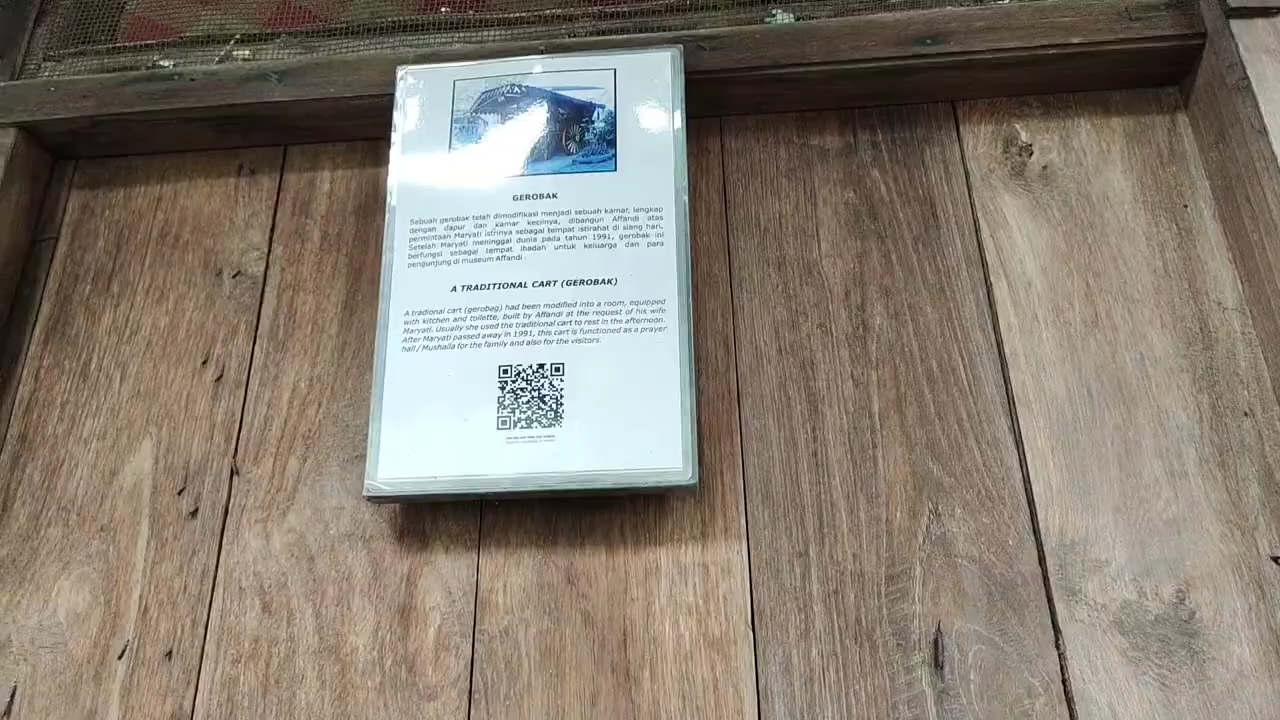 GEROBAK
Sebuah gerobak telah dimodifikasi menjadi sebuah kamar, lengkap
dengan dapur dan kamar kecilnya, dibangun Affandi atas
permintaan Maryati istrinya sebagai tempat istirahat di siang hari.
Setelah Maryati meninggal dunia pada tahun 1991, gerobak ini
berfungsi sebagai tempat ibadah untuk keluarga dan para
pengunjung di museum Affandi.
A TRADITIONAL CART (GEROBAK)
A tradional cart (gerobag) had been modified into a room, equipped
with kitchen and toilette, built by Affandi at the request of his wife
Maryati. Usually she used the traditional cart to rest in the afternoon.
After Maryati passed away in 1991, this cart is functioned as a prayer
hall / Mushalla for the family and also for the visitors.